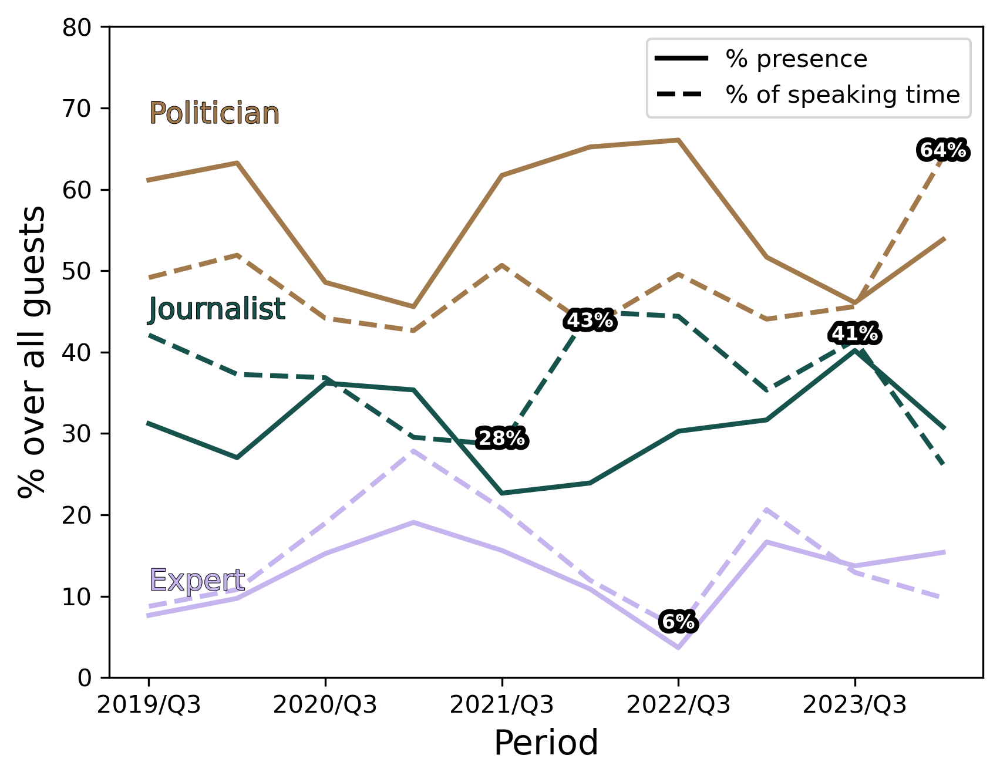 80
70
60
50
40
30
20
10
0
% over all guests
% presence
% of speaking time
Politician
Journalist
Expert
64%
43%
41%
28%
6%
2019/Q3 2020/Q3 2021/Q3 2022/Q3 2023/Q3
Period